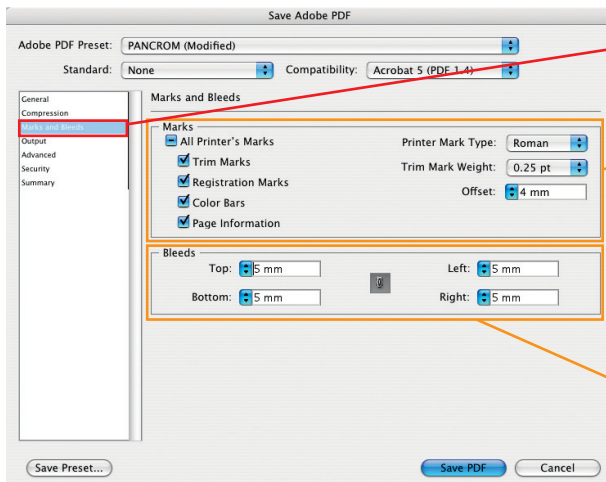 Save Adobe PDF
Adobe PDF Preset: PANCROM (Modified)
Standard: None Compatibility: Acrobat 5 (PDF 1.4)
General
Compression
Marks and Bleeds
Output
Advanced
Security
Summary
Marks and Bleeds
Marks
All Printer's Marks
Trim Marks
Registration Marks
Color Bars
Page Information
Printer Mark Type: Roman
Trim Mark Weight: 0.25 pt
Offset: 4 mm
Bleeds
Top: 5 mm Left: 5 mm
Bottom: 5 mm Right: 5 mm
Save Preset... Save PDF Cancel